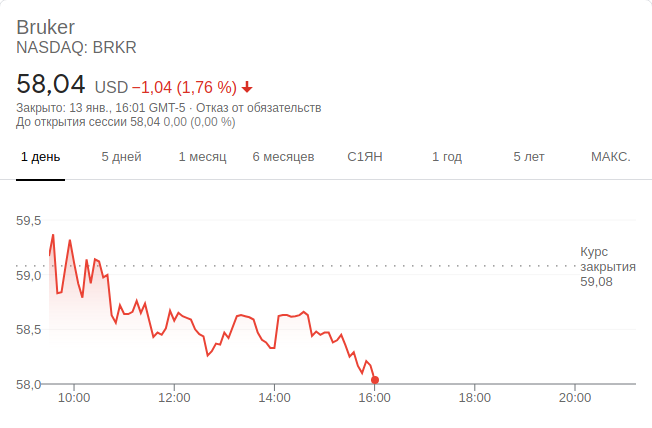 Bruker
NASDAQ: BRKR
58,04 USD −1,04 (1,76 %)
Закрыто: 13 янв., 16:01 GMT-5 · Отказ от обязательств
До открытия сессии 58,04 0,00 (0,00 %)
1 день 5 дней 1 месяц 6 месяцев С1ЯН 1 год 5 лет МАКС.
59,5
Курс
закрытия
59,08
59,0
58,5
58,0
10:00 12:00 14:00 16:00 18:00 20:00